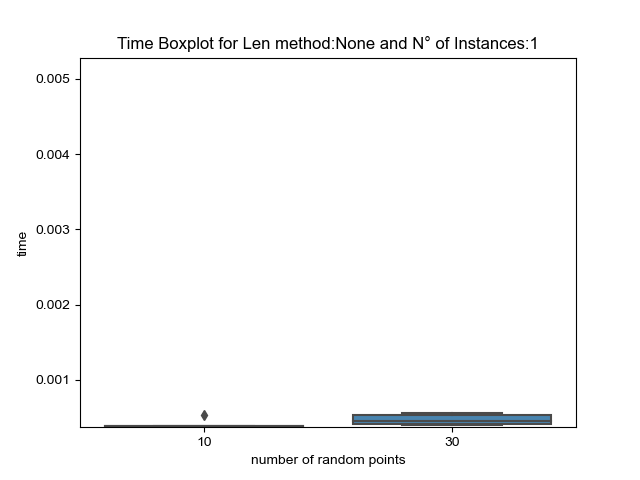 Time Boxplot for Len method:None and N° of Instances:1
0.005
0.004
0.003
0.002
0.001
time
10
30
number of random points